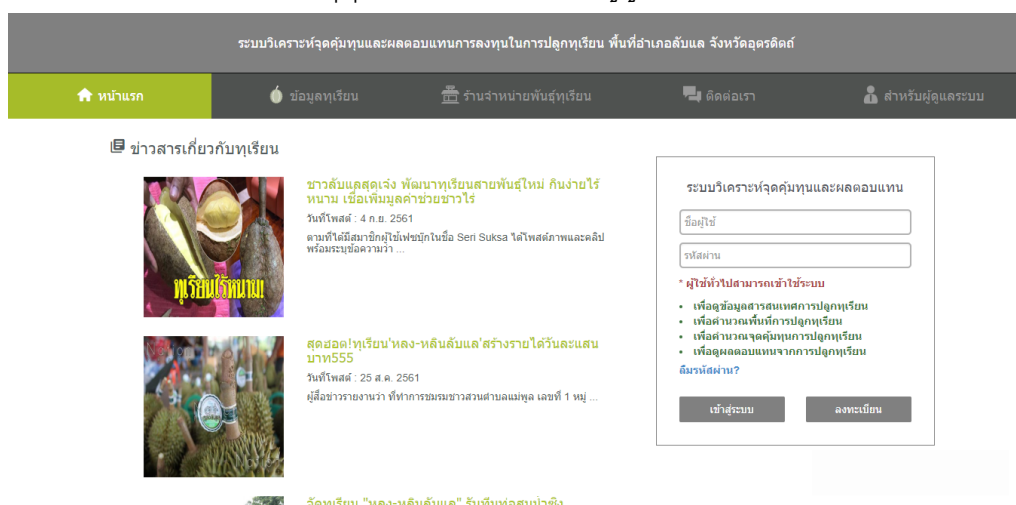 ระบบวิเคราะห์จุดคุ้มทุนและผลตอบแทนการลงทุนในการปลูกทุเรียน พื้นที่อำเภอลับแล จังหวัดอุตรดิตถ์
หน้าแรก
ข้อมูลทุเรียน
ร้านจำหน่ายพันธุ์ทุเรียน
ติดต่อเรา
สำหรับผู้ดูแลระบบ
ข่าวสารเกี่ยวกับทุเรียน
ทุเรียนไร้หนาม!
ชาวลับแลสุดเจ๋ง พัฒนาทุเรียนสายพันธุ์ใหม่ กินง่ายไร้
หนาม เชื่อเพิ่มมูลค่าช่วยชาวไร่
วันที่โพสต์ : 4 ก.ย. 2561
ตามที่ได้มีสมาชิกผู้ใช้เฟซบุ๊กในชื่อ Seri Suksa ได้โพสต์ภาพและคลิป
พร้อมระบุข้อความว่า ...
สุดฮอต!ทุเรียน'หลง-หลินลับแล'สร้างรายได้วันละแสน
บาท555
วันที่โพสต์ : 25 ส.ค. 2561
ผู้สื่อข่าวรายงานว่า ที่ทำการชมรมชาวสวนตำบลแม่พูล เลขที่ 1 หมู่ ...
ระบบวิเคราะห์จุดคุ้มทุนและผลตอบแทน
ชื่อผู้ใช้
รหัสผ่าน
* ผู้ใช้ทั่วไปสามารถเข้าใช้ระบบ
• เพื่อดูข้อมูลสารสนเทศการปลูกทุเรียน
• เพื่อคำนวณพื้นที่การปลูกทุเรียน
• เพื่อคำนวณจุดคุ้มทุนการปลูกทุเรียน
• เพื่อดูผลตอบแทนจากการปลูกทุเรียน
ลืมรหัสผ่าน?
เข้าสู่ระบบ
ลงทะเบียน